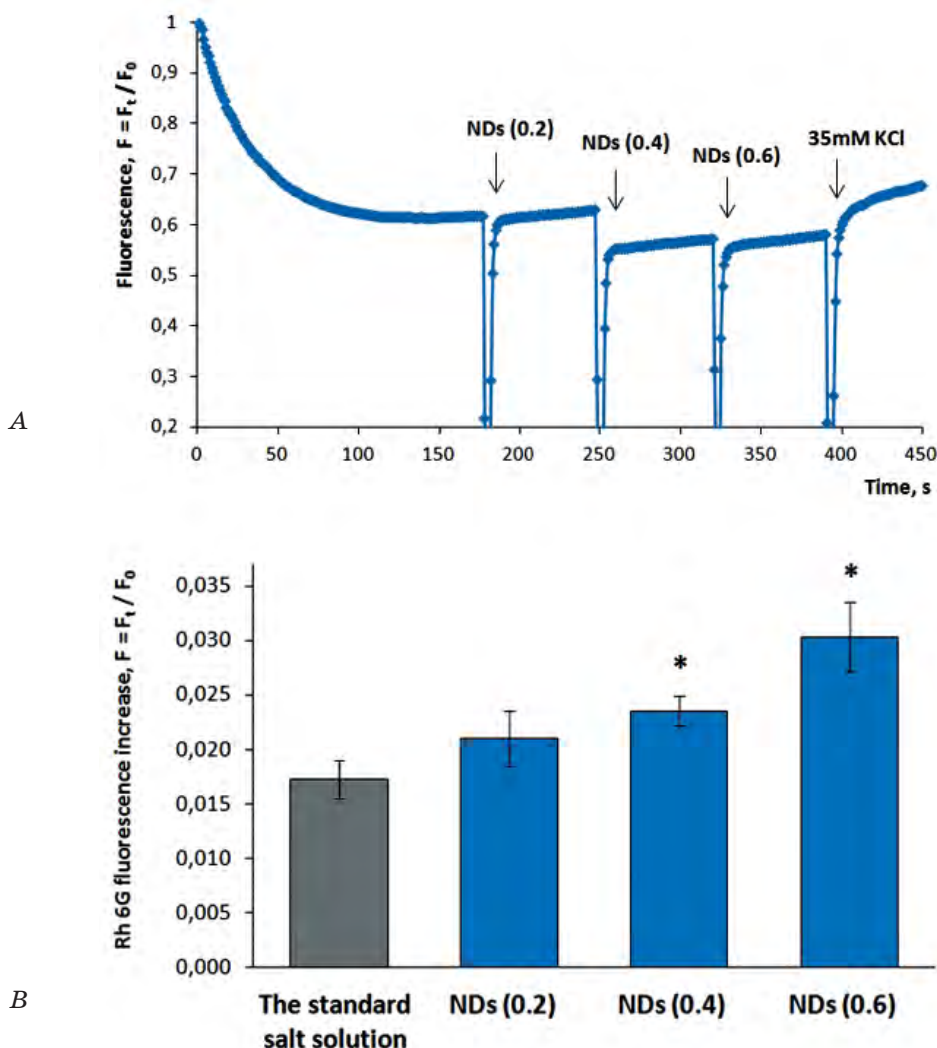 Fluorescence, F = Fₜ / F₀
1
0,9
0,8
0,7
0,6
0,5
0,4
0,3
0,2
NDs (0.2)
NDs (0.4)
NDs (0.6)
35mM KCl
0
50
100
150
200
250
300
350
400
450
Time, s
A
Rh 6G fluorescence increase, F = Fₜ / F₀
0,035
0,030
0,025
0,020
0,015
0,010
0,005
0,000
*
*
The standard
salt solution
NDs (0.2)
NDs (0.4)
NDs (0.6)
B